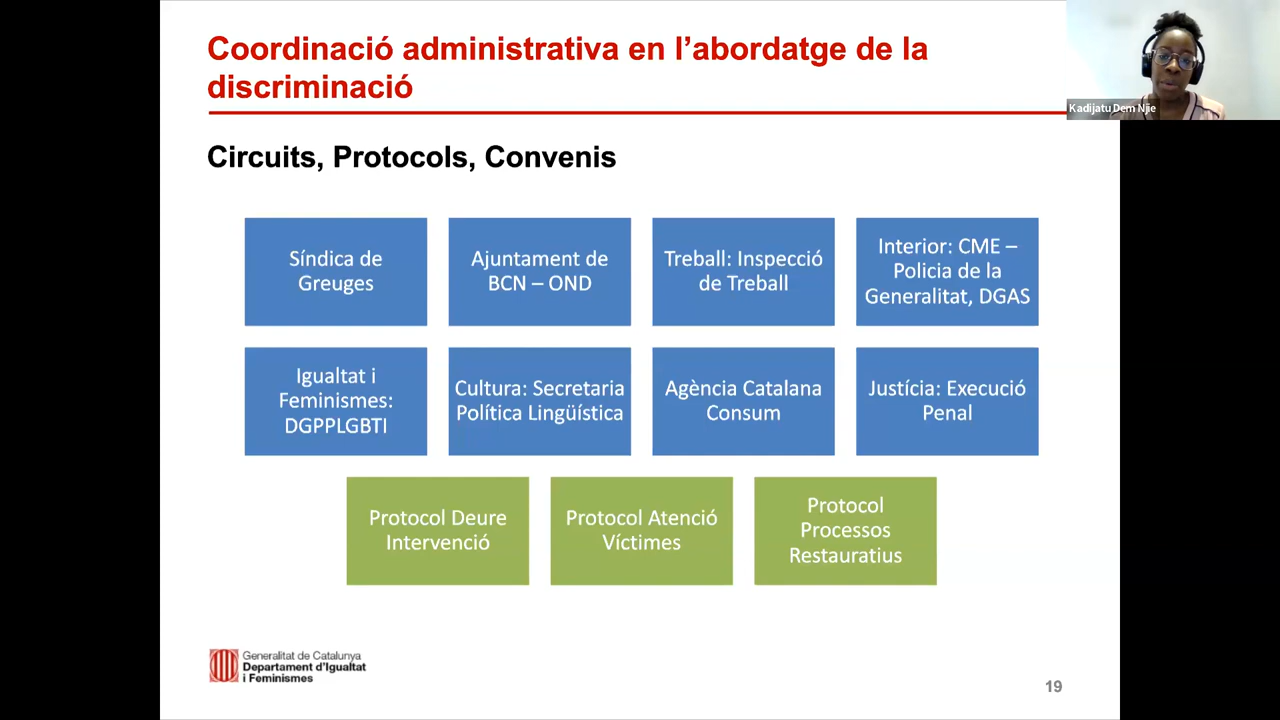 Coordinació administrativa en l’abordatge de la
discriminació
Kadijatu Dem Njie
Circuits, Protocols, Convenis
Síndica de
Greuges
Ajuntament de
BCN – OND
Treball: Inspecció
de Treball
Interior: CME –
Policia de la
Generalitat, DGAS
Igualtat i
Feminismes:
DGPPLGBTI
Cultura: Secretaria
Política Lingüística
Agència Catalana
Consum
Justícia: Execució
Penal
Protocol Deure
Intervenció
Protocol Atenció
Víctimes
Protocol
Processos
Restauratius
Generalitat de Catalunya
Departament d’Igualtat
i Feminismes
19